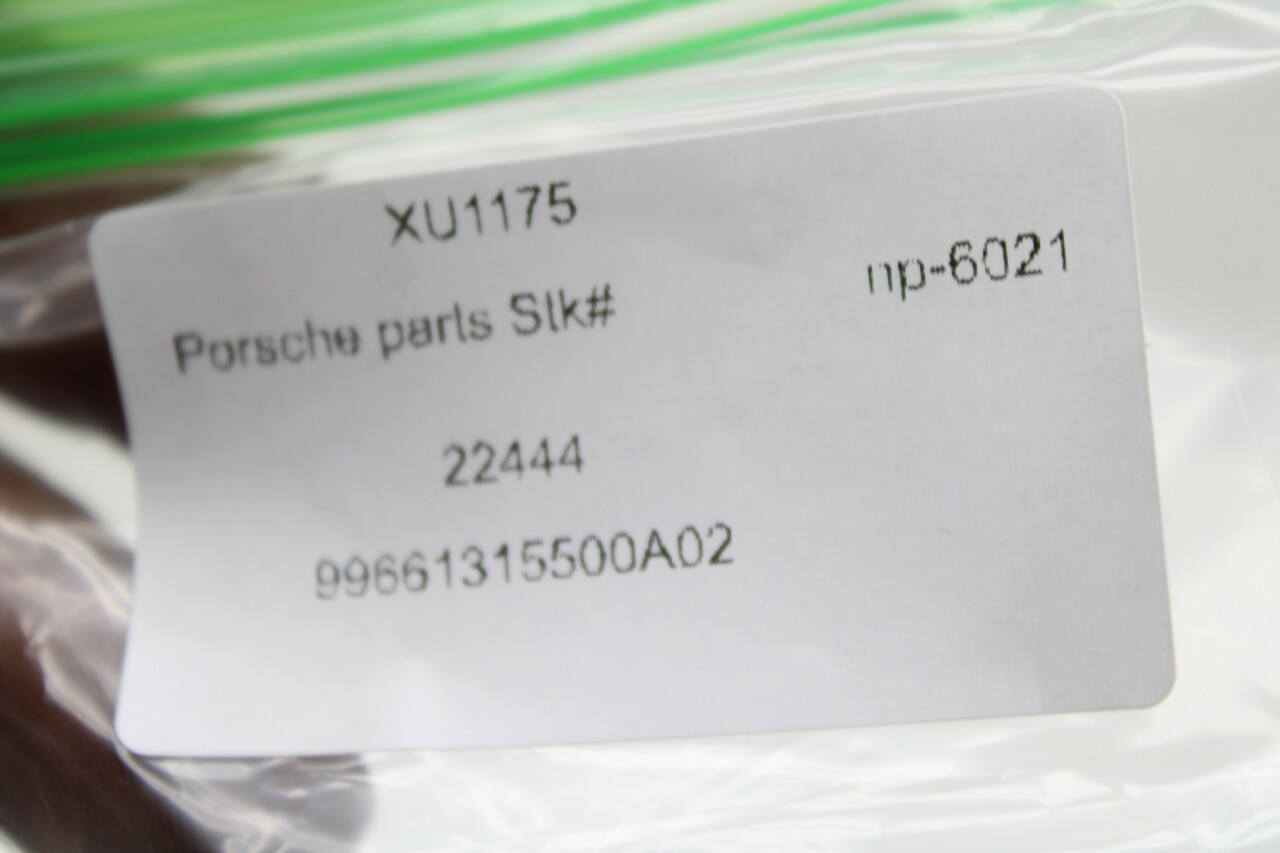 XU1175
np-6021
Porsche parts Stk#
22444
99661315500A02